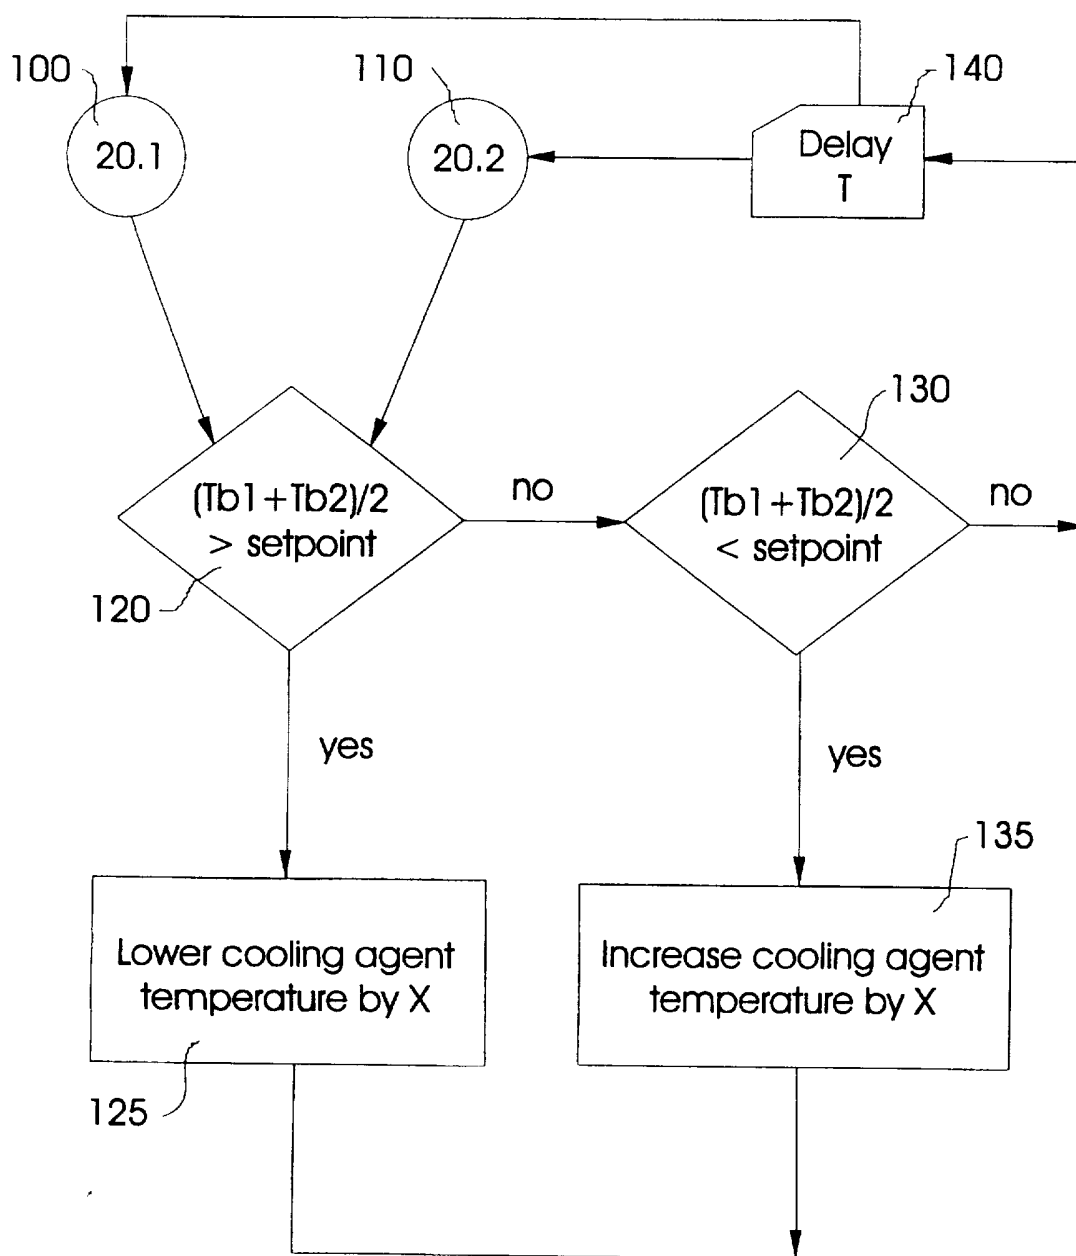 100
110
140
20.1
20.2
Delay
T
130
(Tb1+Tb2)/2
> setpoint
no
(Tb1+Tb2)/2
< setpoint
no
120
yes
yes
135
Lower cooling agent
temperature by X
Increase cooling agent
temperature by X
125